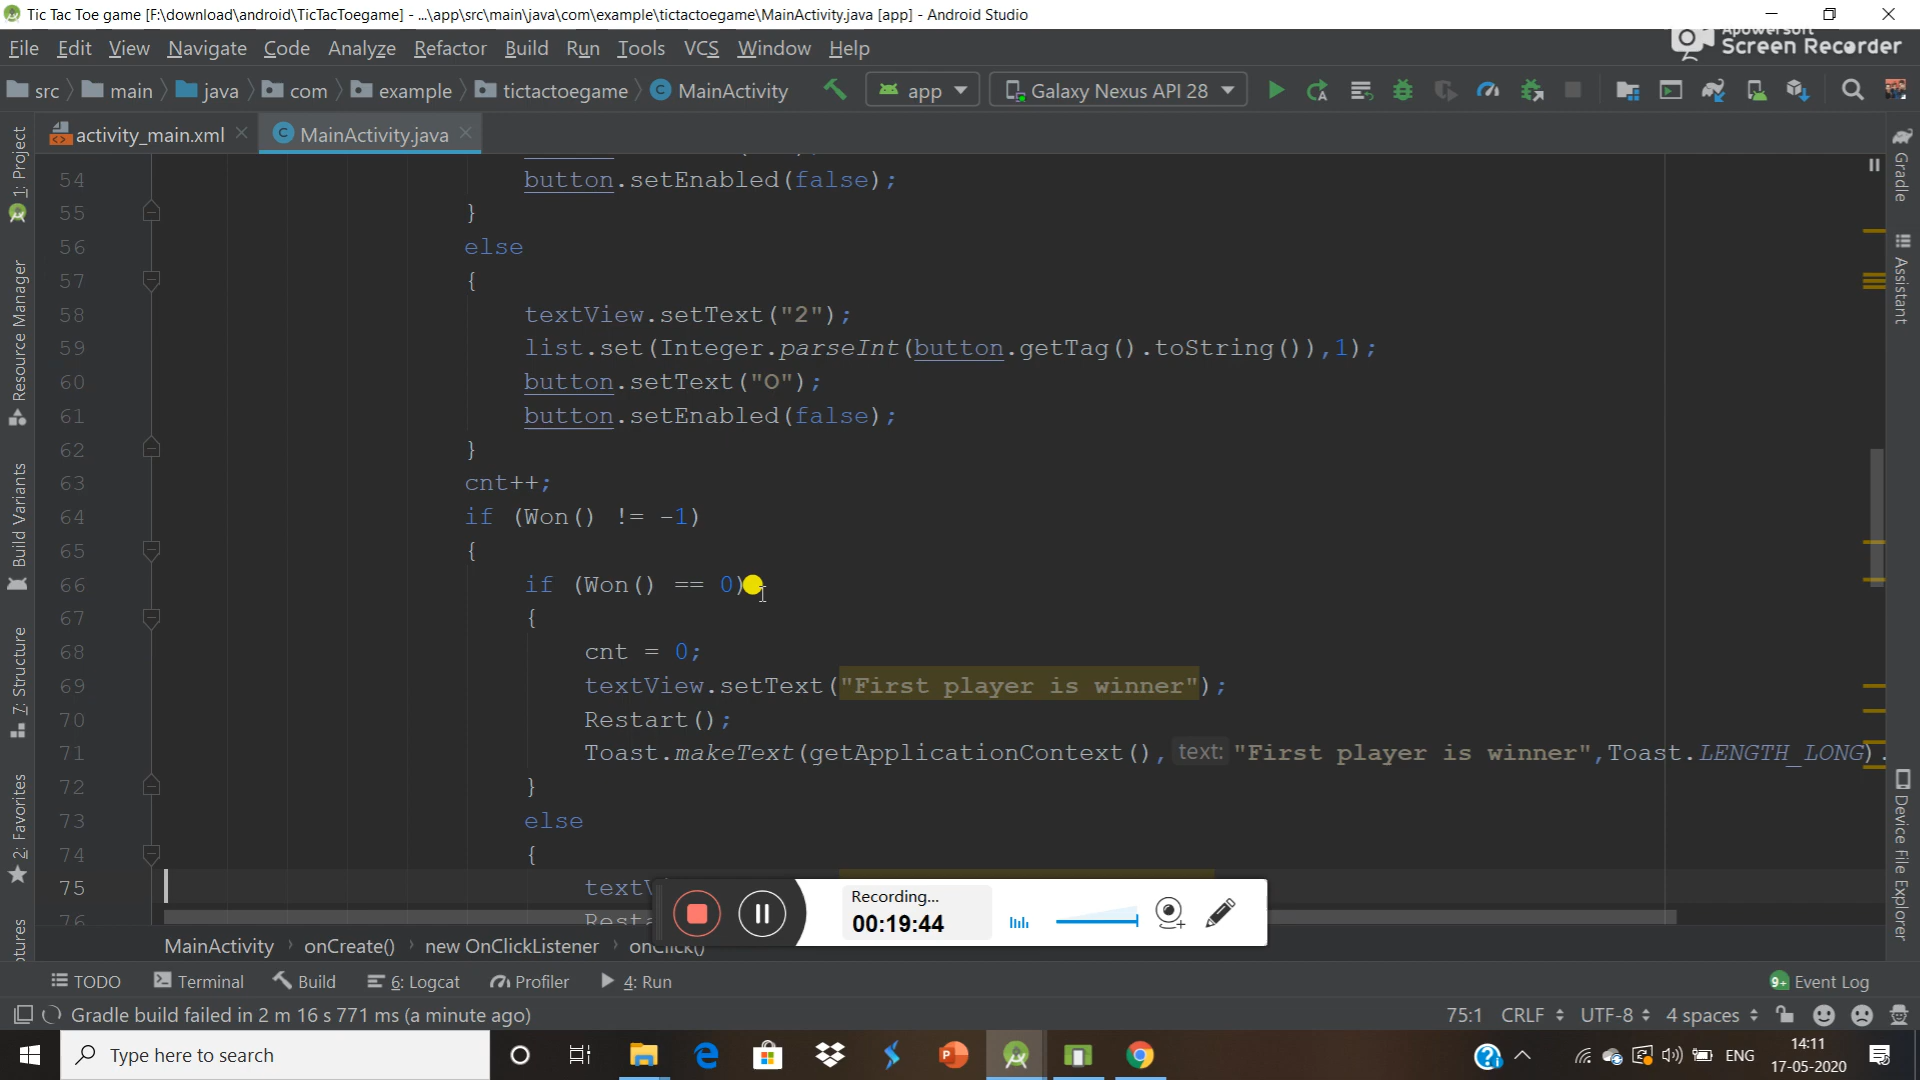 Tic Tac Toe game [F:\download\android\TicTacToegame] - ...\app\src\main\java\com\example\tictactoegame\MainActivity.java [app] - Android Studio
File Edit View Navigate Code Analyze Refactor Build Run Tools VCS Window Help
Apowersoft
Screen Recorder
src main java com example tictactoegame MainActivity app Galaxy Nexus API 28
activity_main.xml MainActivity.java
1: Project
Resource Manager
Build Variants
7: Structure
2: Favorites
54 button.setEnabled(false);
55 }
56 else
57 {
58 textView.setText("2");
59 list.set(Integer.parseInt(button.getTag().toString()),1);
60 button.setText("O");
61 button.setEnabled(false);
62 }
63 cnt++;
64 if (Won() != -1)
65 {
66 if (Won() == 0)
67 {
68 cnt = 0;
69 textView.setText("First player is winner");
70 Restart();
71 Toast.makeText(getApplicationContext(), text: "First player is winner",Toast.LENGTH_LONG).
72 }
73 else
74 {
75
76
Gradle
Assistant
Device File Explorer
Recording...
00:19:44
MainActivity onCreate() new OnClickListener onClick()
TODO Terminal Build 6: Logcat Profiler 4: Run 9+ Event Log
Gradle build failed in 2 m 16 s 771 ms (a minute ago) 75:1 CRLF UTF-8 4 spaces
Type here to search ENG
14:11
17-05-2020